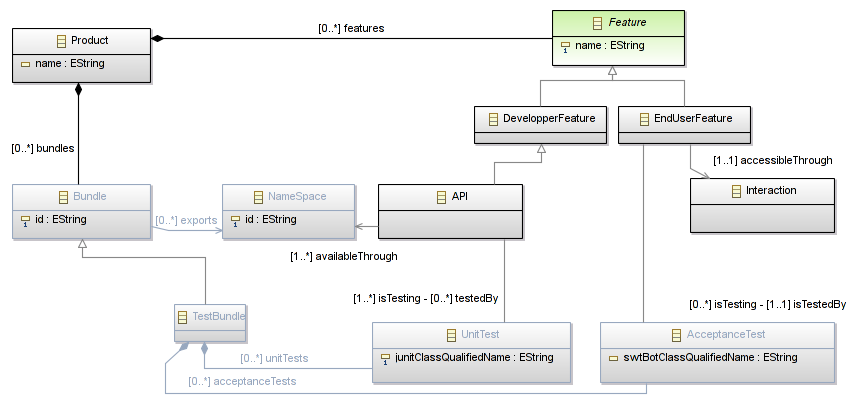 Feature
[0..*] features
Product
name : EString
name : EString
DevelopperFeature
EndUserFeature
[0..*] bundles
[1..1] accessibleThrough
Bundle
NameSpace
API
Interaction
id : EString
[0..*] exports
id : EString
[1..*] availableThrough
[1..*] isTesting - [0..*] testedBy
[0..*] isTesting - [1..1] isTestedBy
TestBundle
UnitTest
AcceptanceTest
[0..*] unitTests
junitClassQualifiedName : EString
swtBotClassQualifiedName : EString
[0..*] acceptanceTests